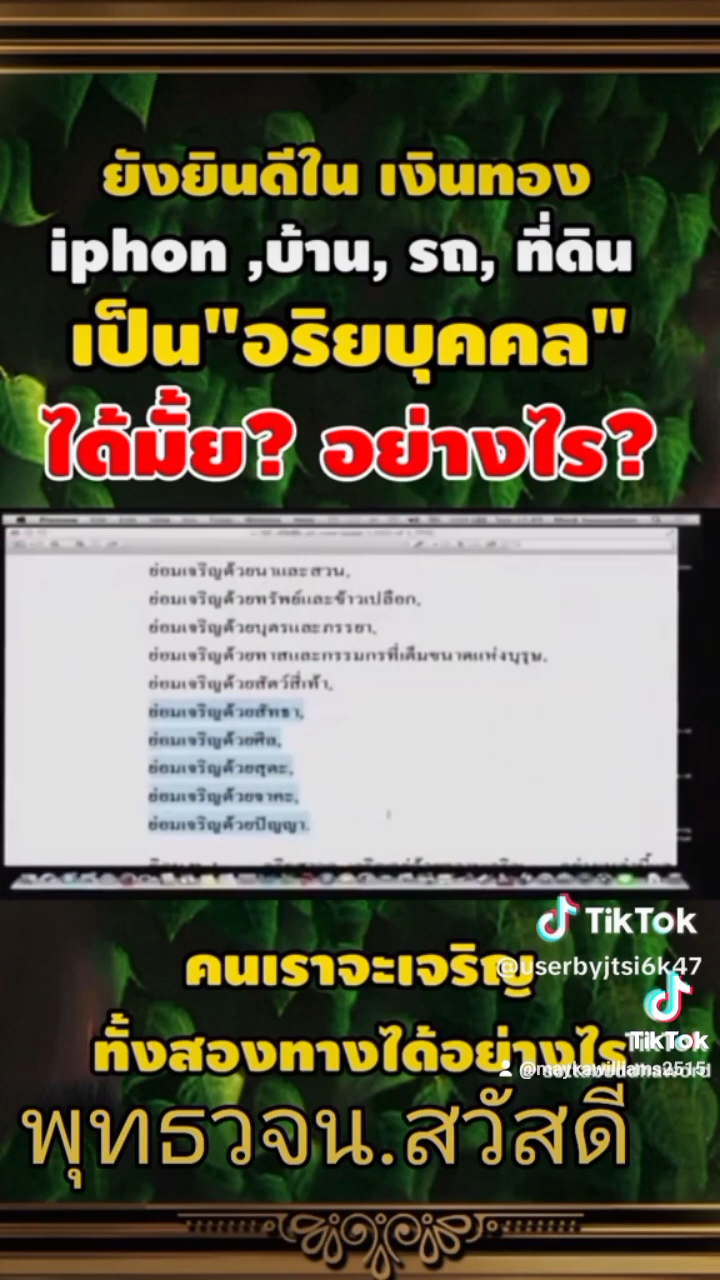 ยังยินดีใน เงินทอง
iphon ,บ้าน, รถ, ที่ดิน
เป็น"อริยบุคคล"
ได้มั้ย? อย่างไร?
ย่อมเจริญด้วยนาและสวน,
ย่อมเจริญด้วยทรัพย์และข้าวเปลือก,
ย่อมเจริญด้วยบุตรและภรรยา,
ย่อมเจริญด้วยทาสและกรรมกรที่เต็มขนาดแห่งบุรุษ,
ย่อมเจริญด้วยสัตว์สี่เท้า,
ย่อมเจริญด้วยสัทธา,
ย่อมเจริญด้วยศีล,
ย่อมเจริญด้วยสุตะ,
ย่อมเจริญด้วยจาคะ,
ย่อมเจริญด้วยปัญญา.
TikTok
@userbyjtsi6k47
คนเราจะเจริญ
ทั้งสองทางได้อย่างไร
TikTok
@maykawilliams2515
พุทธวจน.สวัสดี